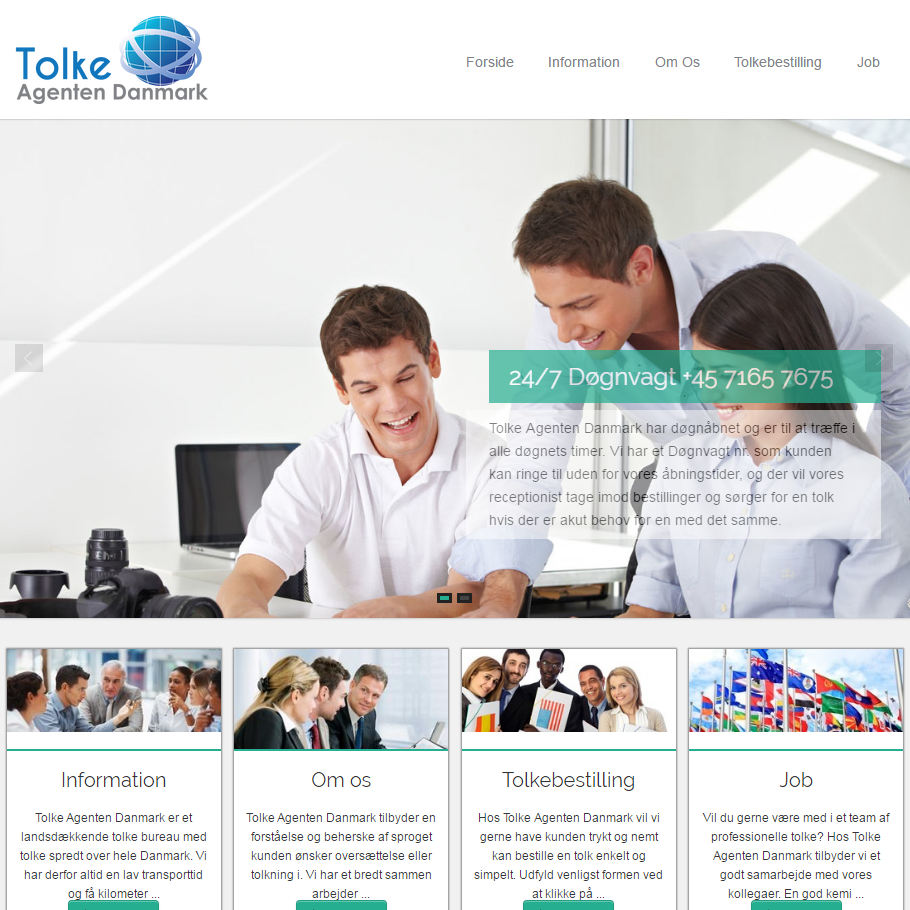 Tolke
Agenten Danmark
Forside
Information
Om Os
Tolkebestilling
Job
24/7 Døgnvagt +45 7165 7675
Tolke Agenten Danmark har døgnåbnet og er til at træffe i
alle døgnets timer. Vi har et Døgnvagt nr. som kunden
kan ringe til uden for vores åbningstider, og der vil vores
receptionist tage imod bestillinger og sørger for en tolk
hvis der er akut behov for en med det samme.
Information
Tolke Agenten Danmark er et
landsdækkende tolke bureau med
tolke spredt over hele Danmark. Vi
har derfor altid en lav transporttid
og få kilometer ...
Om os
Tolke Agenten Danmark tilbyder en
forståelse og beherske af sproget
kunden ønsker oversættelse eller
tolkning i. Vi har et bredt sammen
arbejder ...
Tolkebestilling
Hos Tolke Agenten Danmark vil vi
gerne have kunden trykt og nemt
kan bestille en tolk enkelt og
simpelt. Udfyld venligst formen ved
at klikke på ...
Job
Vil du gerne være med i et team af
professionelle tolke? Hos Tolke
Agenten Danmark tilbyder vi et
godt samarbejde med vores
kollegaer. En god kemi ...